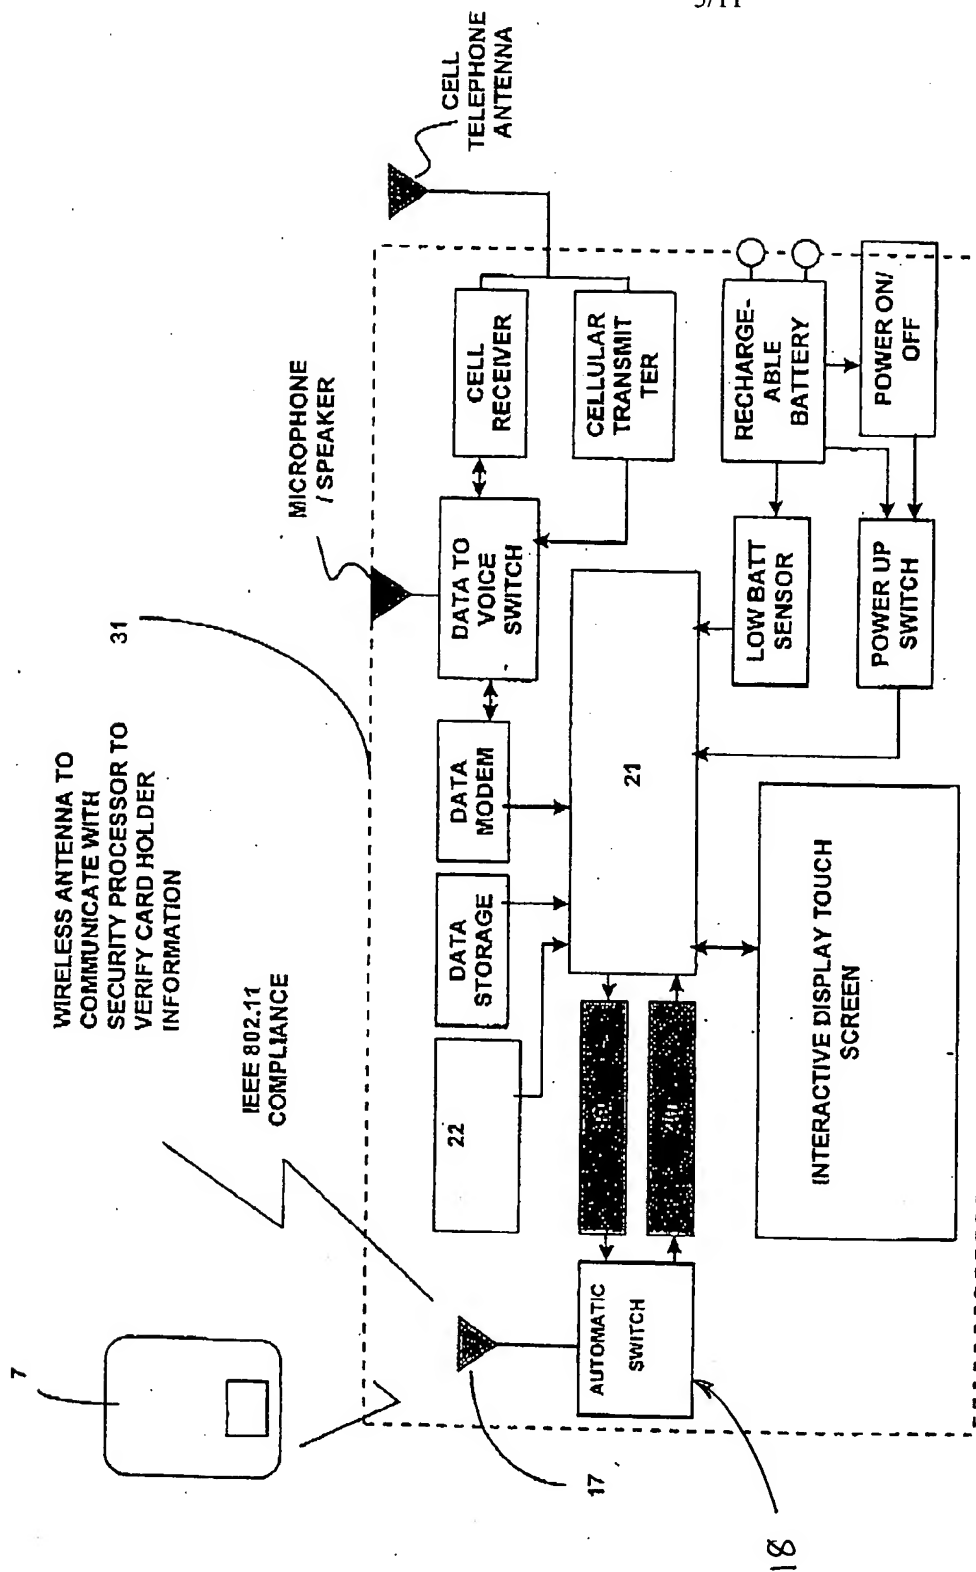 5/11
7
WIRELESS ANTENNA TO
COMMUNICATE WITH
SECURITY PROCESSOR TO
VERIFY CARD HOLDER
INFORMATION
IEEE 802.11
COMPLIANCE
31
MICROPHONE
/ SPEAKER
CELL
TELEPHONE
ANTENNA
17
18
22
DATA
STORAGE
DATA
MODEM
DATA TO
VOICE
SWITCH
CELL
RECEIVER
CELLULAR
TRANSMIT
TER
AUTOMATIC
SWITCH
21
LOW BATT
SENSOR
RECHARGE-
ABLE
BATTERY
POWER UP
SWITCH
POWER ON/
OFF
INTERACTIVE DISPLAY TOUCH
SCREEN